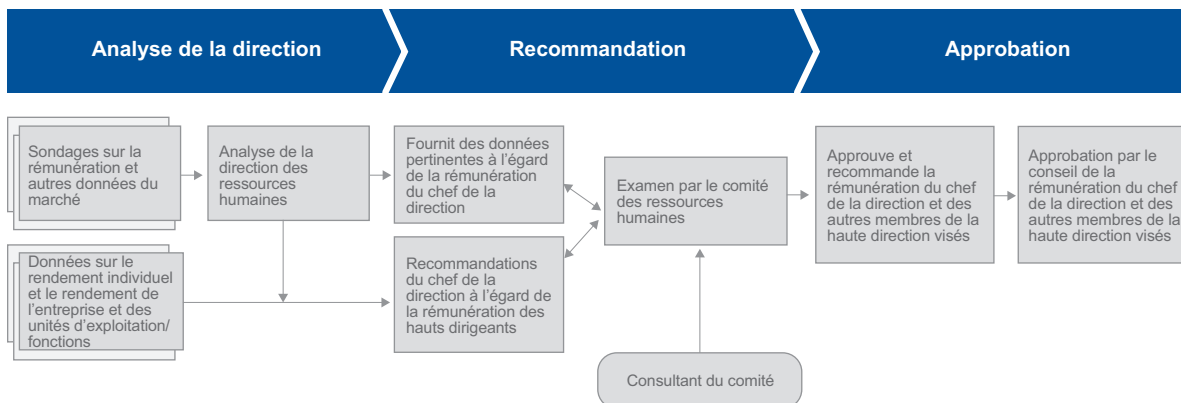 Analyse de la direction
Recommandation
Approbation
Sondages sur la
rémunération et
autres données du
marché
Analyse de la
direction des
ressources
humaines
Fournit des données
pertinentes à l'égard
de la rémunération
du chef de la
direction
Examen par le comité
des ressources
humaines
Approuve et
recommande la
rémunération du chef
de la direction et des
autres membres de la
haute direction visés
Approbation par le
conseil de la
rémunération du chef
de la direction et des
autres membres de la
haute direction visés
Données sur le
rendement individuel
et le rendement de
l'entreprise et des
unités d'exploitation/
fonctions
Recommandations
du chef de la
direction à l'égard de
la rémunération des
hauts dirigeants
Consultant du comité